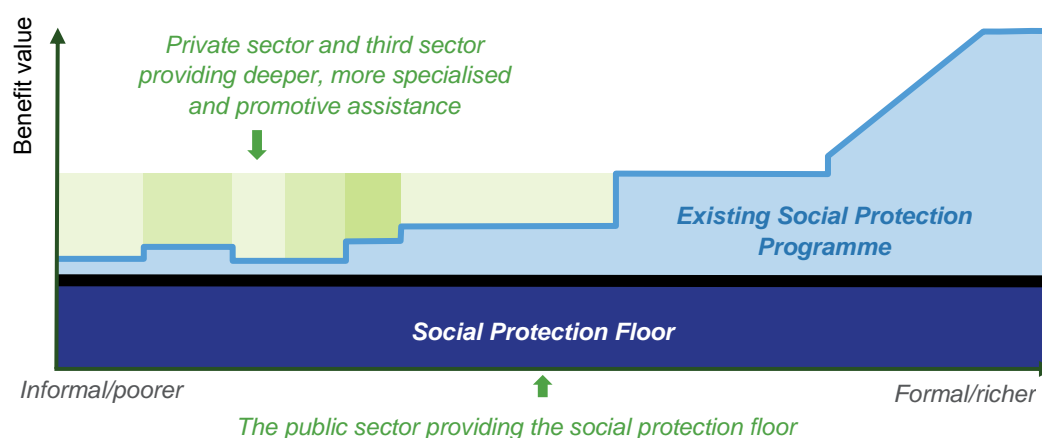 Benefit value
Private sector and third sector
providing deeper, more specialised
and promotive assistance
Existing Social Protection
Programme
Social Protection Floor
Informal/poorer
Formal/richer
The public sector providing the social protection floor